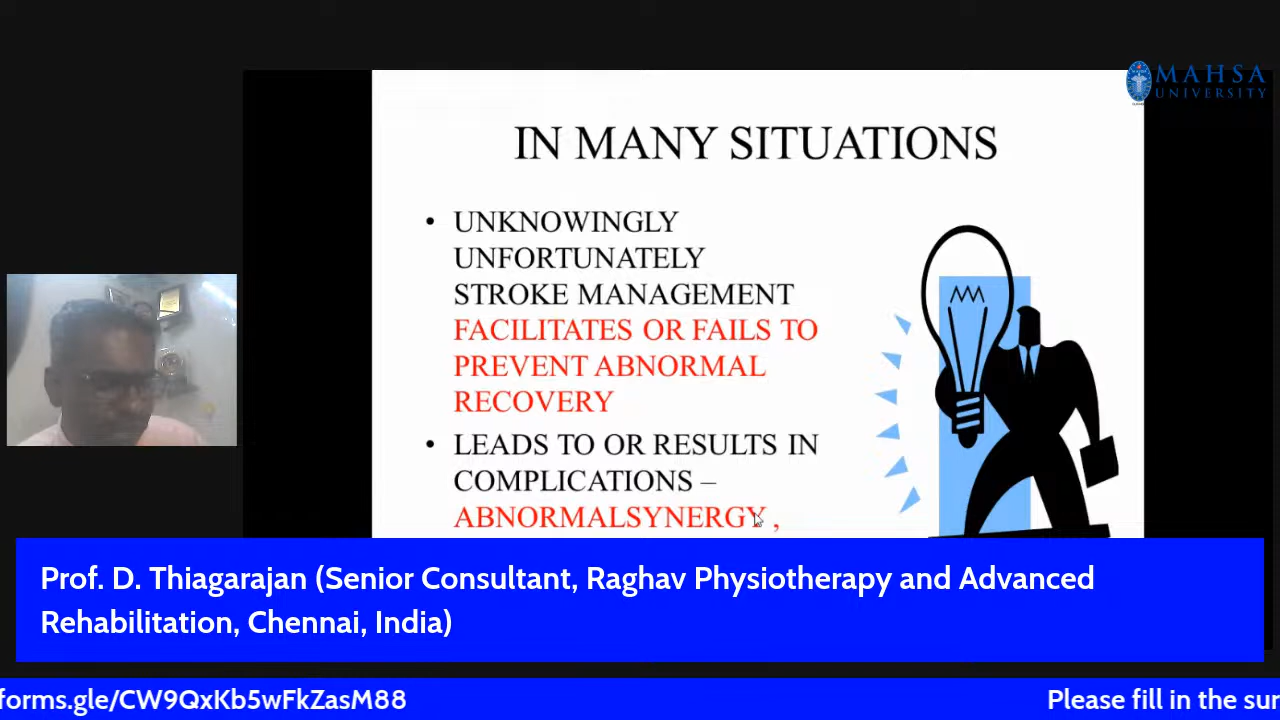 MAHSA
UNIVERSITY
IN MANY SITUATIONS
• UNKNOWINGLY
UNFORTUNATELY
STROKE MANAGEMENT
FACILITATES OR FAILS TO
PREVENT ABNORMAL
RECOVERY
• LEADS TO OR RESULTS IN
COMPLICATIONS –
ABNORMALSYNERGY ,
Prof. D. Thiagarajan (Senior Consultant, Raghav Physiotherapy and Advanced
Rehabilitation, Chennai, India)
forms.gle/CW9QxKb5wFkZasM88
Please fill in the sur